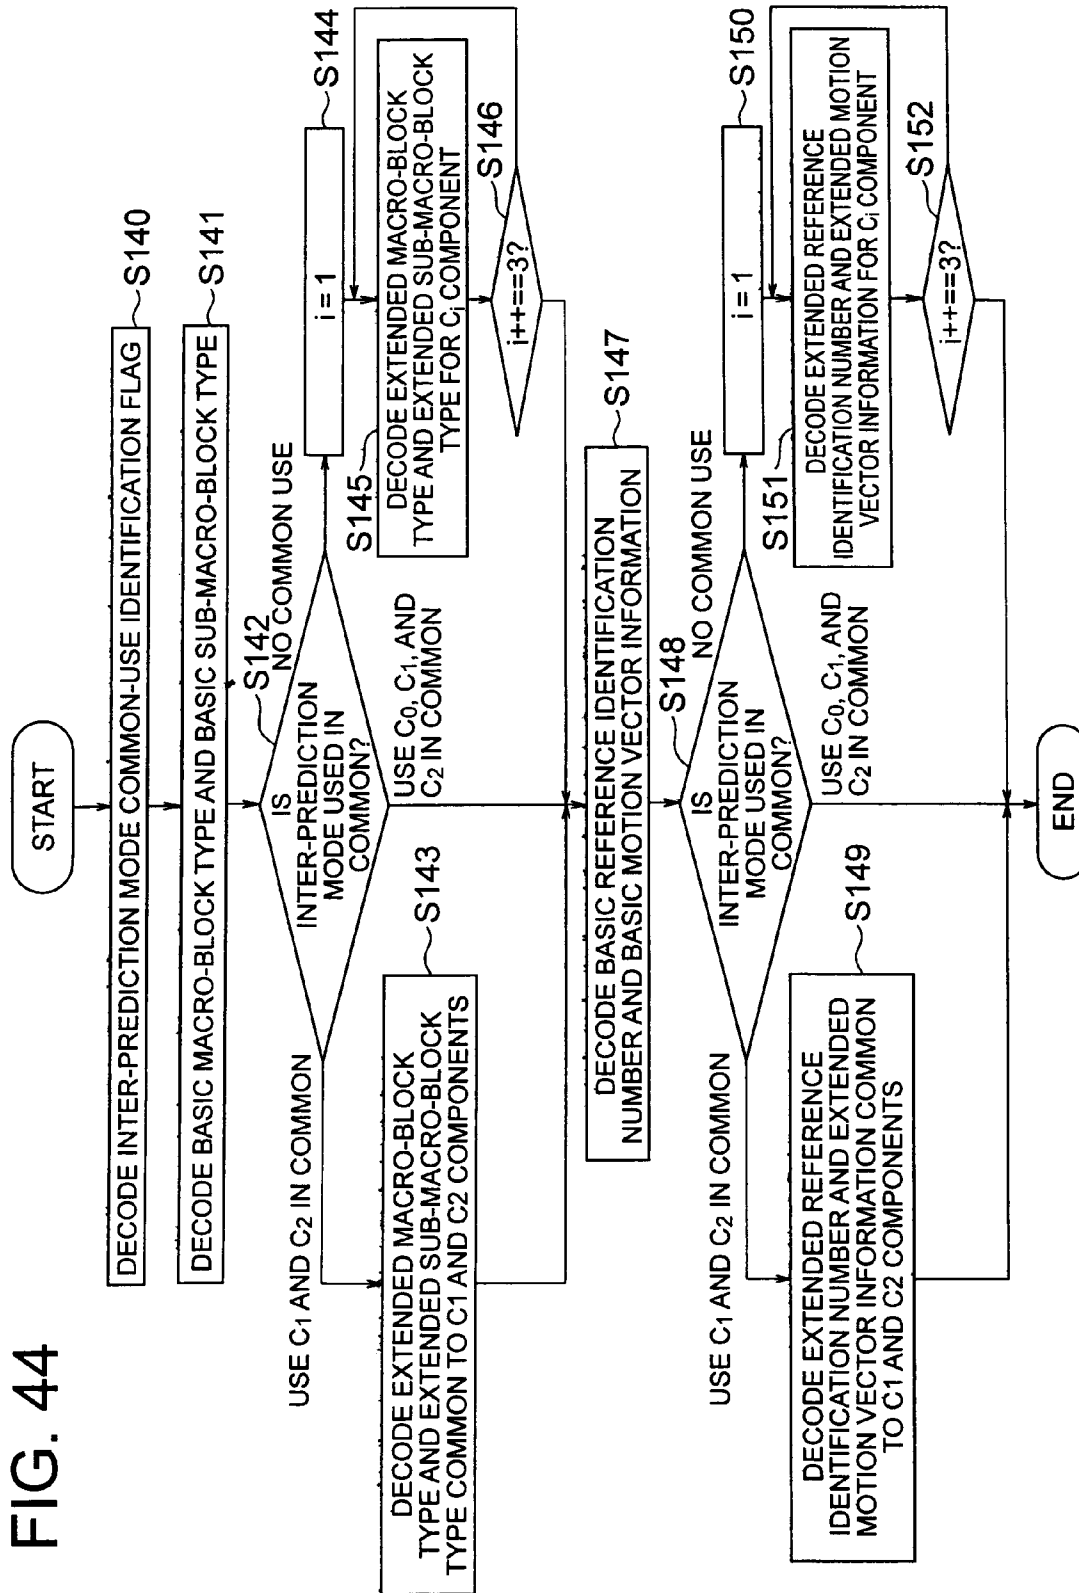 FIG. 44
START
DECODE INTER-PREDICTION MODE COMMON-USE IDENTIFICATION FLAG
S140
DECODE BASIC MACRO-BLOCK TYPE AND BASIC SUB-MACRO-BLOCK TYPE
S141
IS
INTER-PREDICTION
MODE USED IN
COMMON?
S142
USE C1 AND C2 IN COMMON
NO COMMON USE
USE C0, C1, AND
C2 IN COMMON
DECODE EXTENDED MACRO-BLOCK
TYPE AND EXTENDED SUB-MACRO-BLOCK
TYPE COMMON TO C1 AND C2 COMPONENTS
S143
i = 1
S144
S145
DECODE EXTENDED MACRO-BLOCK
TYPE AND EXTENDED SUB-MACRO-BLOCK
TYPE FOR Ci COMPONENT
i++==3?
S146
DECODE BASIC REFERENCE IDENTIFICATION
NUMBER AND BASIC MOTION VECTOR INFORMATION
S147
IS
INTER-PREDICTION
MODE USED IN
COMMON?
S148
USE C1 AND C2 IN COMMON
NO COMMON USE
USE C0, C1, AND
C2 IN COMMON
DECODE EXTENDED REFERENCE
IDENTIFICATION NUMBER AND EXTENDED
MOTION VECTOR INFORMATION COMMON
TO C1 AND C2 COMPONENTS
S149
i = 1
S150
S151
DECODE EXTENDED REFERENCE
IDENTIFICATION NUMBER AND EXTENDED MOTION
VECTOR INFORMATION FOR Ci COMPONENT
i++==3?
S152
END